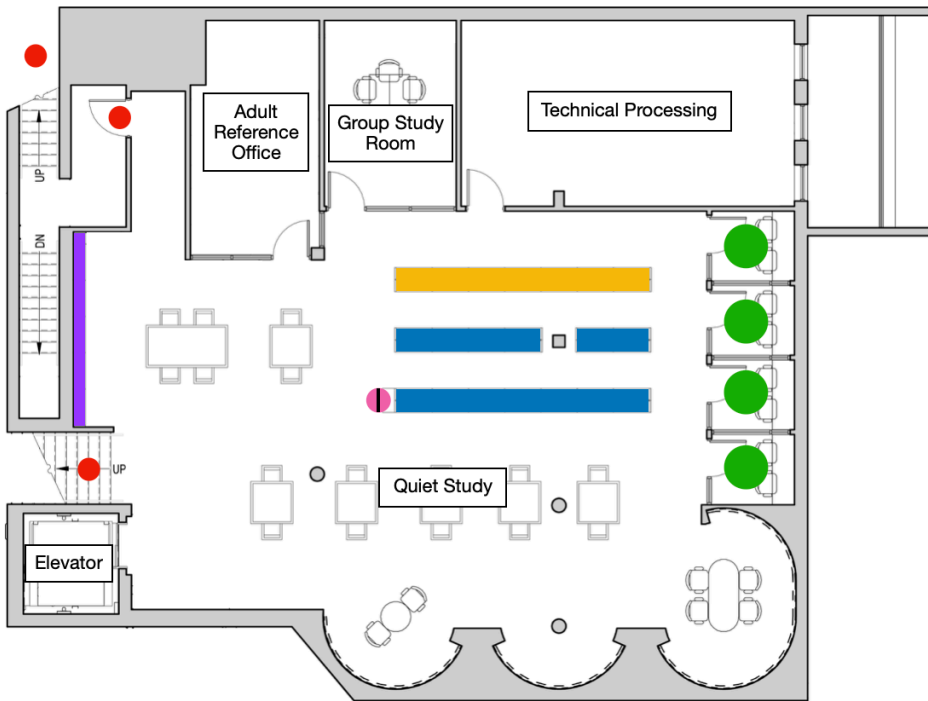 Adult
Reference
Office
Group Study
Room
Technical Processing
UP
DN
UP
Quiet Study
Elevator